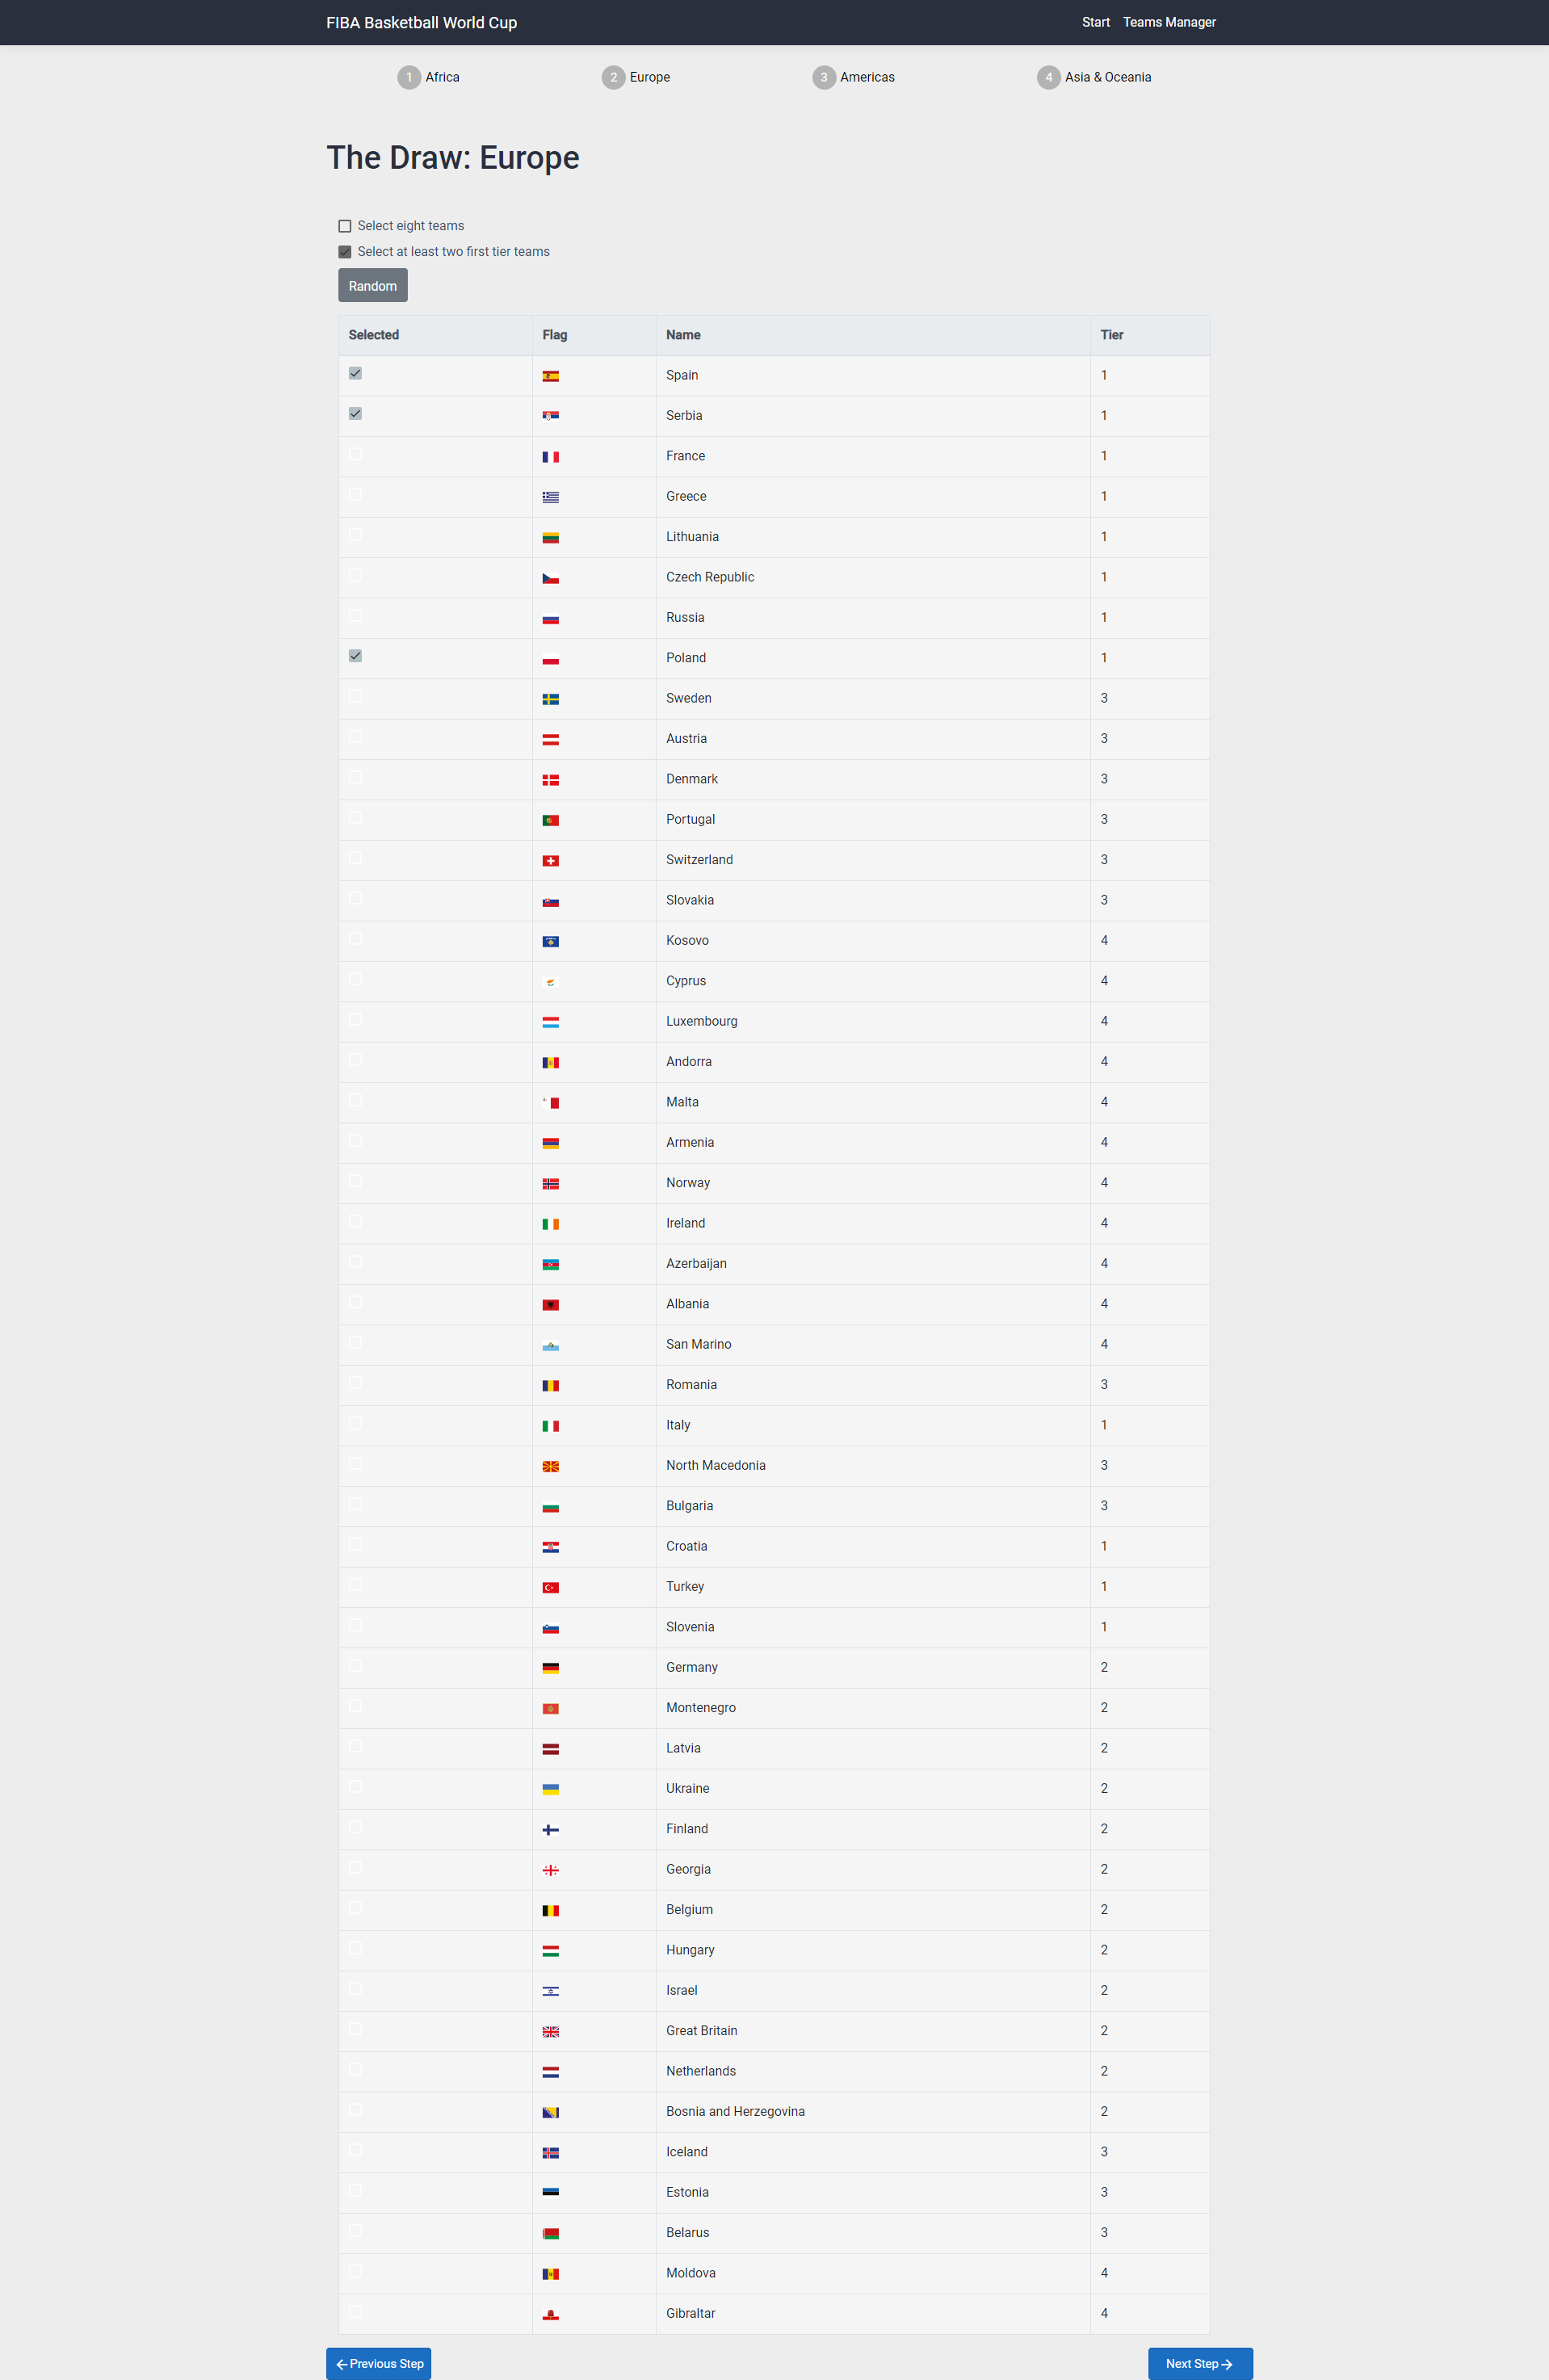 FIBA Basketball World Cup Start Teams Manager
1 Africa 2 Europe 3 Americas 4 Asia & Oceania
The Draw: Europe
Select eight teams
Select at least two first tier teams
Random
Selected Flag Name Tier
Spain 1
Serbia 1
France 1
Greece 1
Lithuania 1
Czech Republic 1
Russia 1
Poland 1
Sweden 3
Austria 3
Denmark 3
Portugal 3
Switzerland 3
Slovakia 3
Kosovo 4
Cyprus 4
Luxembourg 4
Andorra 4
Malta 4
Armenia 4
Norway 4
Ireland 4
Azerbaijan 4
Albania 4
San Marino 4
Romania 3
Italy 1
North Macedonia 3
Bulgaria 3
Croatia 1
Turkey 1
Slovenia 1
Germany 2
Montenegro 2
Latvia 2
Ukraine 2
Finland 2
Georgia 2
Belgium 2
Hungary 2
Israel 2
Great Britain 2
Netherlands 2
Bosnia and Herzegovina 2
Iceland 3
Estonia 3
Belarus 3
Moldova 4
Gibraltar 4
Previous Step Next Step